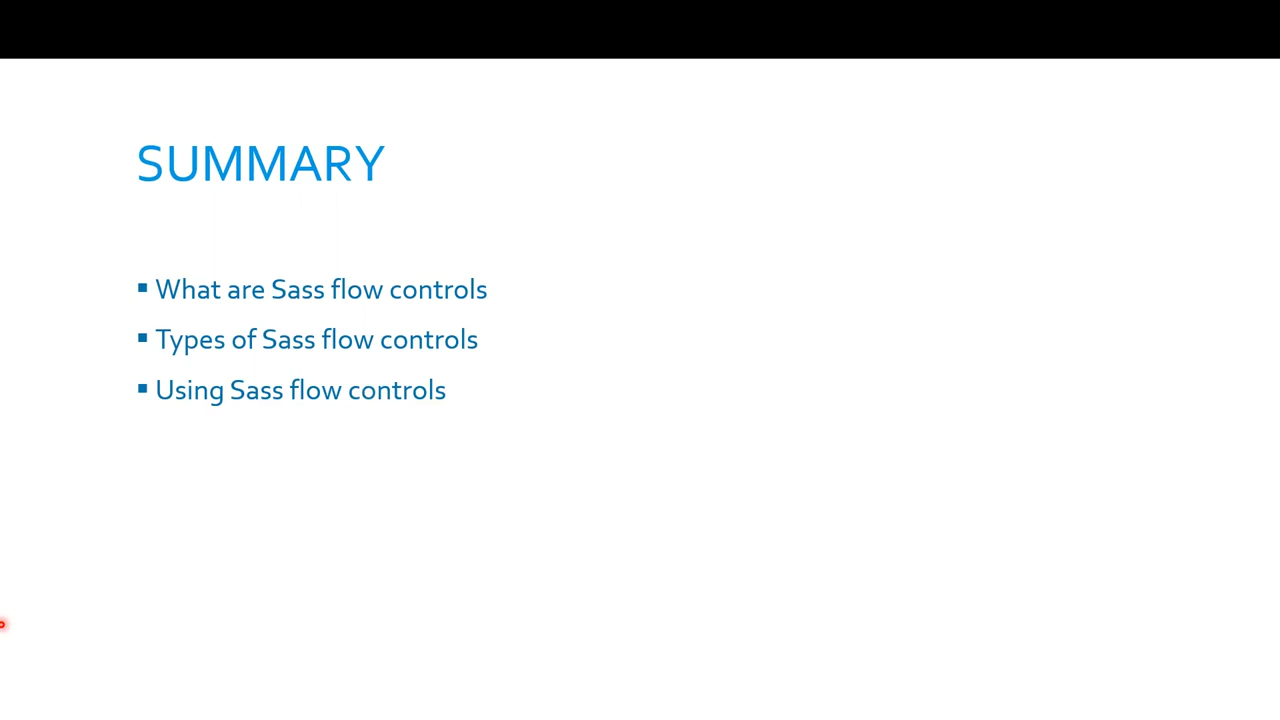 SUMMARY
▪ What are Sass flow controls
▪ Types of Sass flow controls
▪ Using Sass flow controls